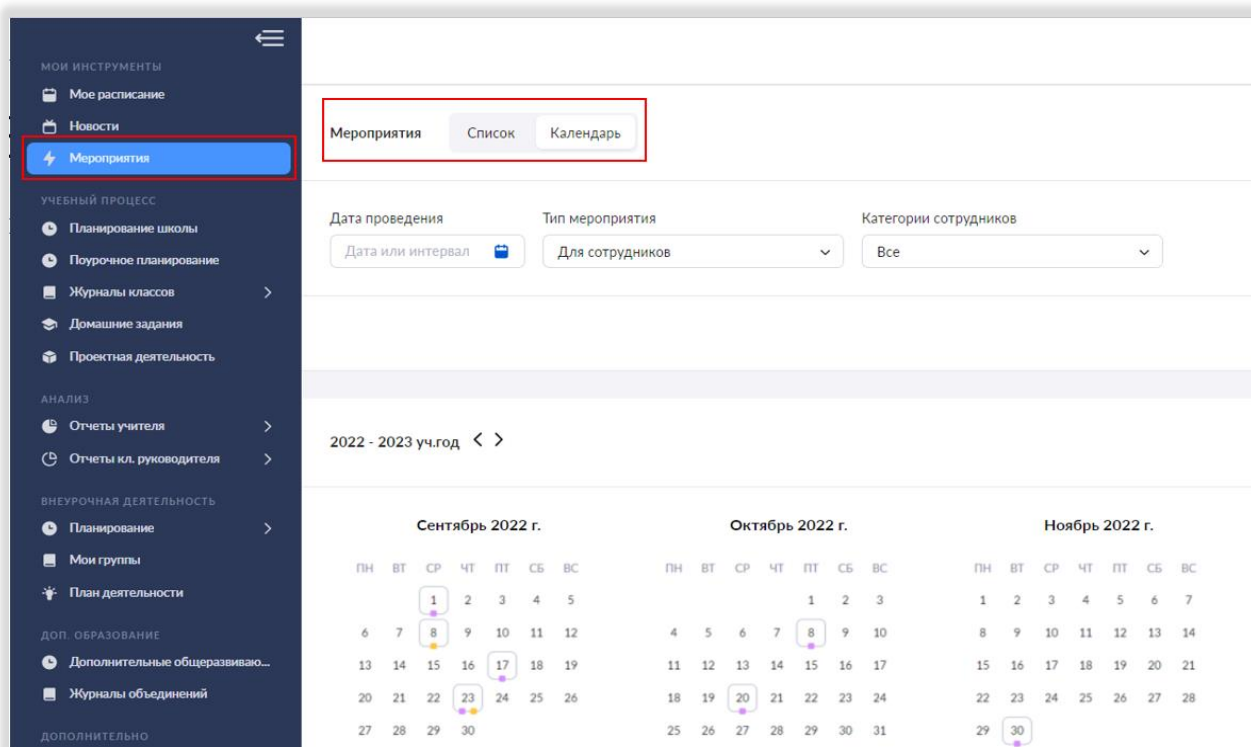 МОИ ИНСТРУМЕНТЫ
Мое расписание
Новости
Мероприятия
УЧЕБНЫЙ ПРОЦЕСС
Планирование школы
Поурочное планирование
Журналы классов
Домашние задания
Проектная деятельность
АНАЛИЗ
Отчеты учителя
Отчеты кл. руководителя
ВНЕУРОЧНАЯ ДЕЯТЕЛЬНОСТЬ
Планирование
Мои группы
План деятельности
ДОП. ОБРАЗОВАНИЕ
Дополнительные общеразвиваю...
Журналы объединений
ДОПОЛНИТЕЛЬНО
Мероприятия Список Календарь
Дата проведения Тип мероприятия Категории сотрудников
Дата или интервал Для сотрудников Все
2022 - 2023 уч.год
Сентябрь 2022 г.
ПН ВТ СР ЧТ ПТ СБ ВС
1 2 3 4 5
6 7 8 9 10 11 12
13 14 15 16 17 18 19
20 21 22 23 24 25 26
27 28 29 30
Октябрь 2022 г.
ПН ВТ СР ЧТ ПТ СБ ВС
1 2 3
4 5 6 7 8 9 10
11 12 13 14 15 16 17
18 19 20 21 22 23 24
25 26 27 28 29 30 31
Ноябрь 2022 г.
ПН ВТ СР ЧТ ПТ СБ ВС
1 2 3 4 5 6 7
8 9 10 11 12 13 14
15 16 17 18 19 20 21
22 23 24 25 26 27 28
29 30